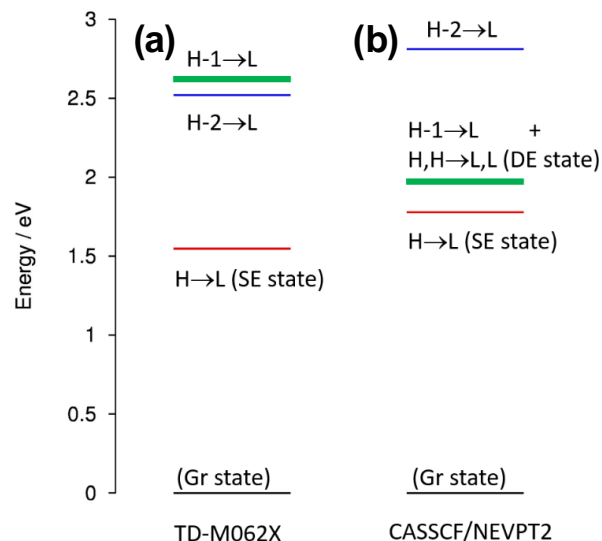 (a)
(b)
3
2.5
2
1.5
1
0.5
0
Energy / eV
H-1→L
H-2→L
H→L (SE state)
(Gr state)
TD-M062X
H-2→L
H-1→L +
H,H→L,L (DE state)
H→L (SE state)
(Gr state)
CASSCF/NEVPT2